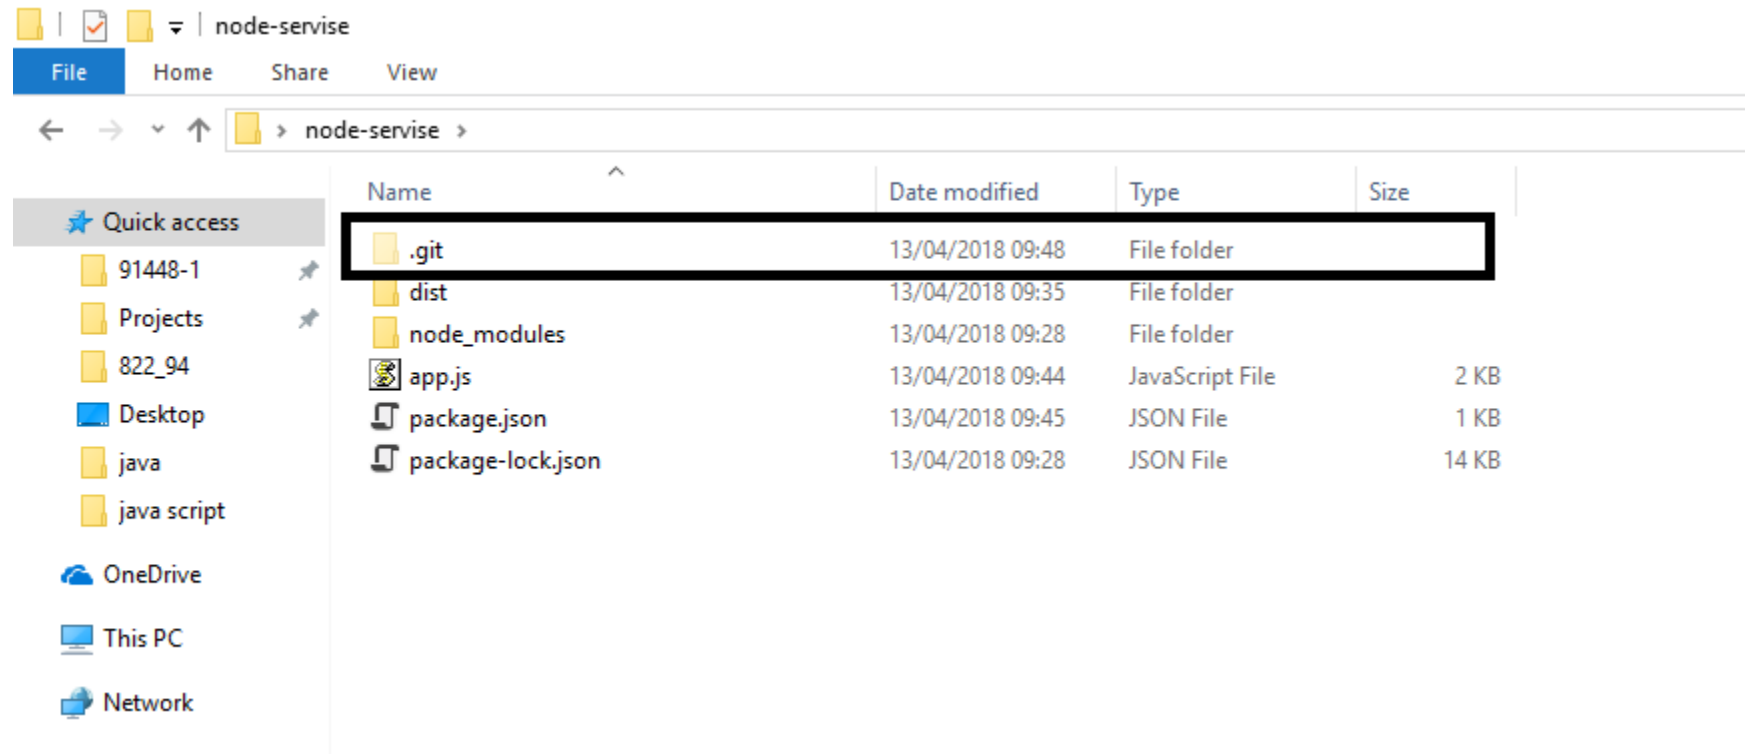 node-servise
File Home Share View
node-servise
Name Date modified Type Size
Quick access
91448-1
Projects
822_94
Desktop
java
java script
OneDrive
This PC
Network
.git 13/04/2018 09:48 File folder
dist 13/04/2018 09:35 File folder
node_modules 13/04/2018 09:28 File folder
app.js 13/04/2018 09:44 JavaScript File 2 KB
package.json 13/04/2018 09:45 JSON File 1 KB
package-lock.json 13/04/2018 09:28 JSON File 14 KB